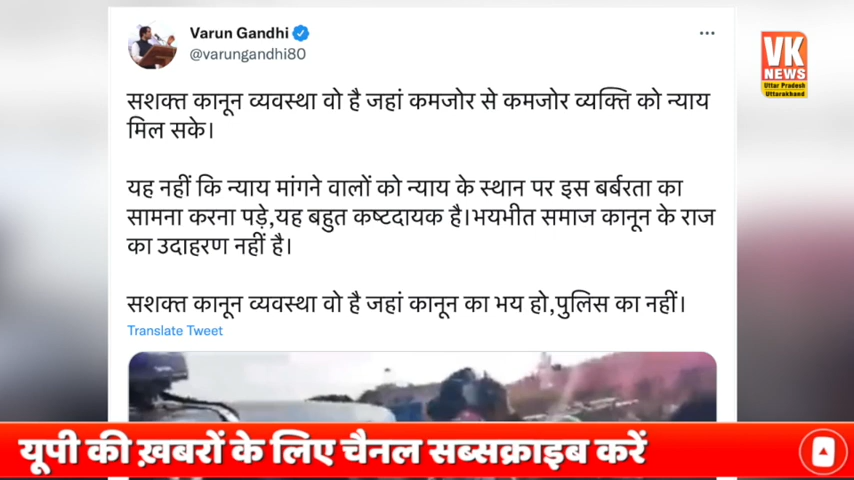 Varun Gandhi
@varungandhi80
VK
NEWS
Uttar Pradesh
Uttarakhand
सशक्त कानून व्यवस्था वो है जहां कमजोर से कमजोर व्यक्ति को न्याय
मिल सके।
यह नहीं कि न्याय मांगने वालों को न्याय के स्थान पर इस बर्बरता का
सामना करना पड़े,यह बहुत कष्टदायक है।भयभीत समाज कानून के राज
का उदाहरण नहीं है।
सशक्त कानून व्यवस्था वो है जहां कानून का भय हो,पुलिस का नहीं।
Translate Tweet
यूपी की ख़बरों के लिए चैनल सब्सक्राइब करें